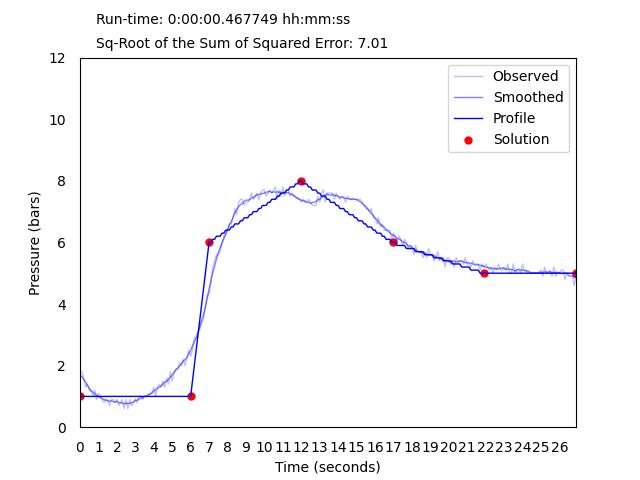 Run-time: 0:00:00.467749 hh:mm:ss
Sq-Root of the Sum of Squared Error: 7.01
12
10
8
6
4
2
0
Pressure (bars)
Observed
Smoothed
Profile
Solution
0 1 2 3 4 5 6 7 8 9 10 11 12 13 14 15 16 17 18 19 20 21 22 23 24 25 26
Time (seconds)